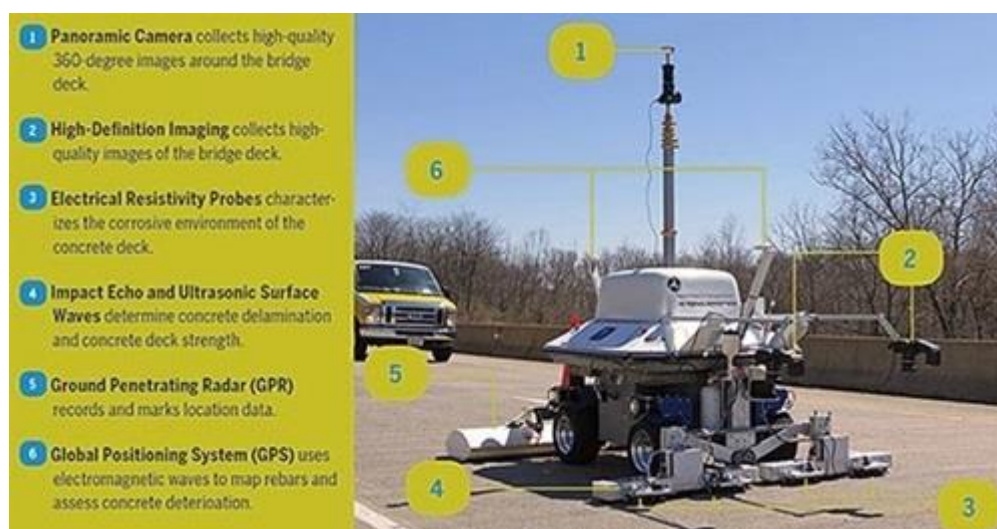 1 Panoramic Camera collects high-quality
360-degree images around the bridge
deck.
2 High-Definition Imaging collects high-
quality images of the bridge deck.
3 Electrical Resistivity Probes character-
izes the corrosive environment of the
concrete deck.
4 Impact Echo and Ultrasonic Surface
Waves determine concrete delamination
and concrete deck strength.
5 Ground Penetrating Radar (GPR)
records and marks location data.
6 Global Positioning System (GPS) uses
electromagnetic waves to map rebars and
assess concrete deterioation.
1
6
2
5
4
3